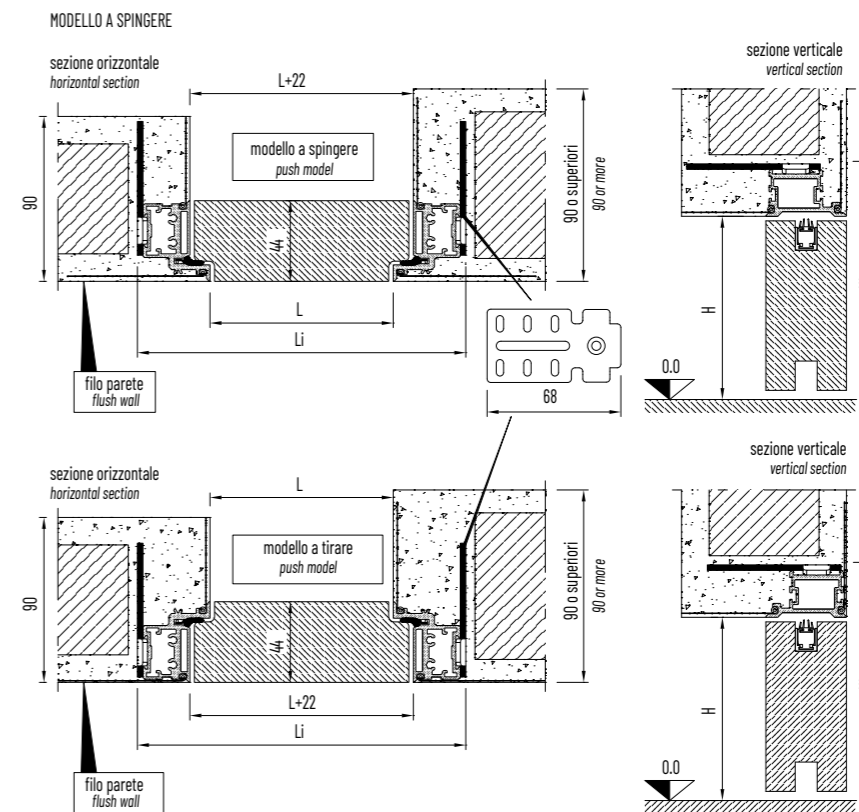 MODELLO A SPINGERE
sezione orizzontale
horizontal section
L+22
modello a spingere
push model
90
44
90 o superiori
90 or more
L
Li
filo parete
flush wall
68
sezione verticale
vertical section
H
0.0
sezione orizzontale
horizontal section
L
modello a tirare
push model
90
44
90 o superiori
90 or more
L+22
Li
filo parete
flush wall
sezione verticale
vertical section
H
0.0